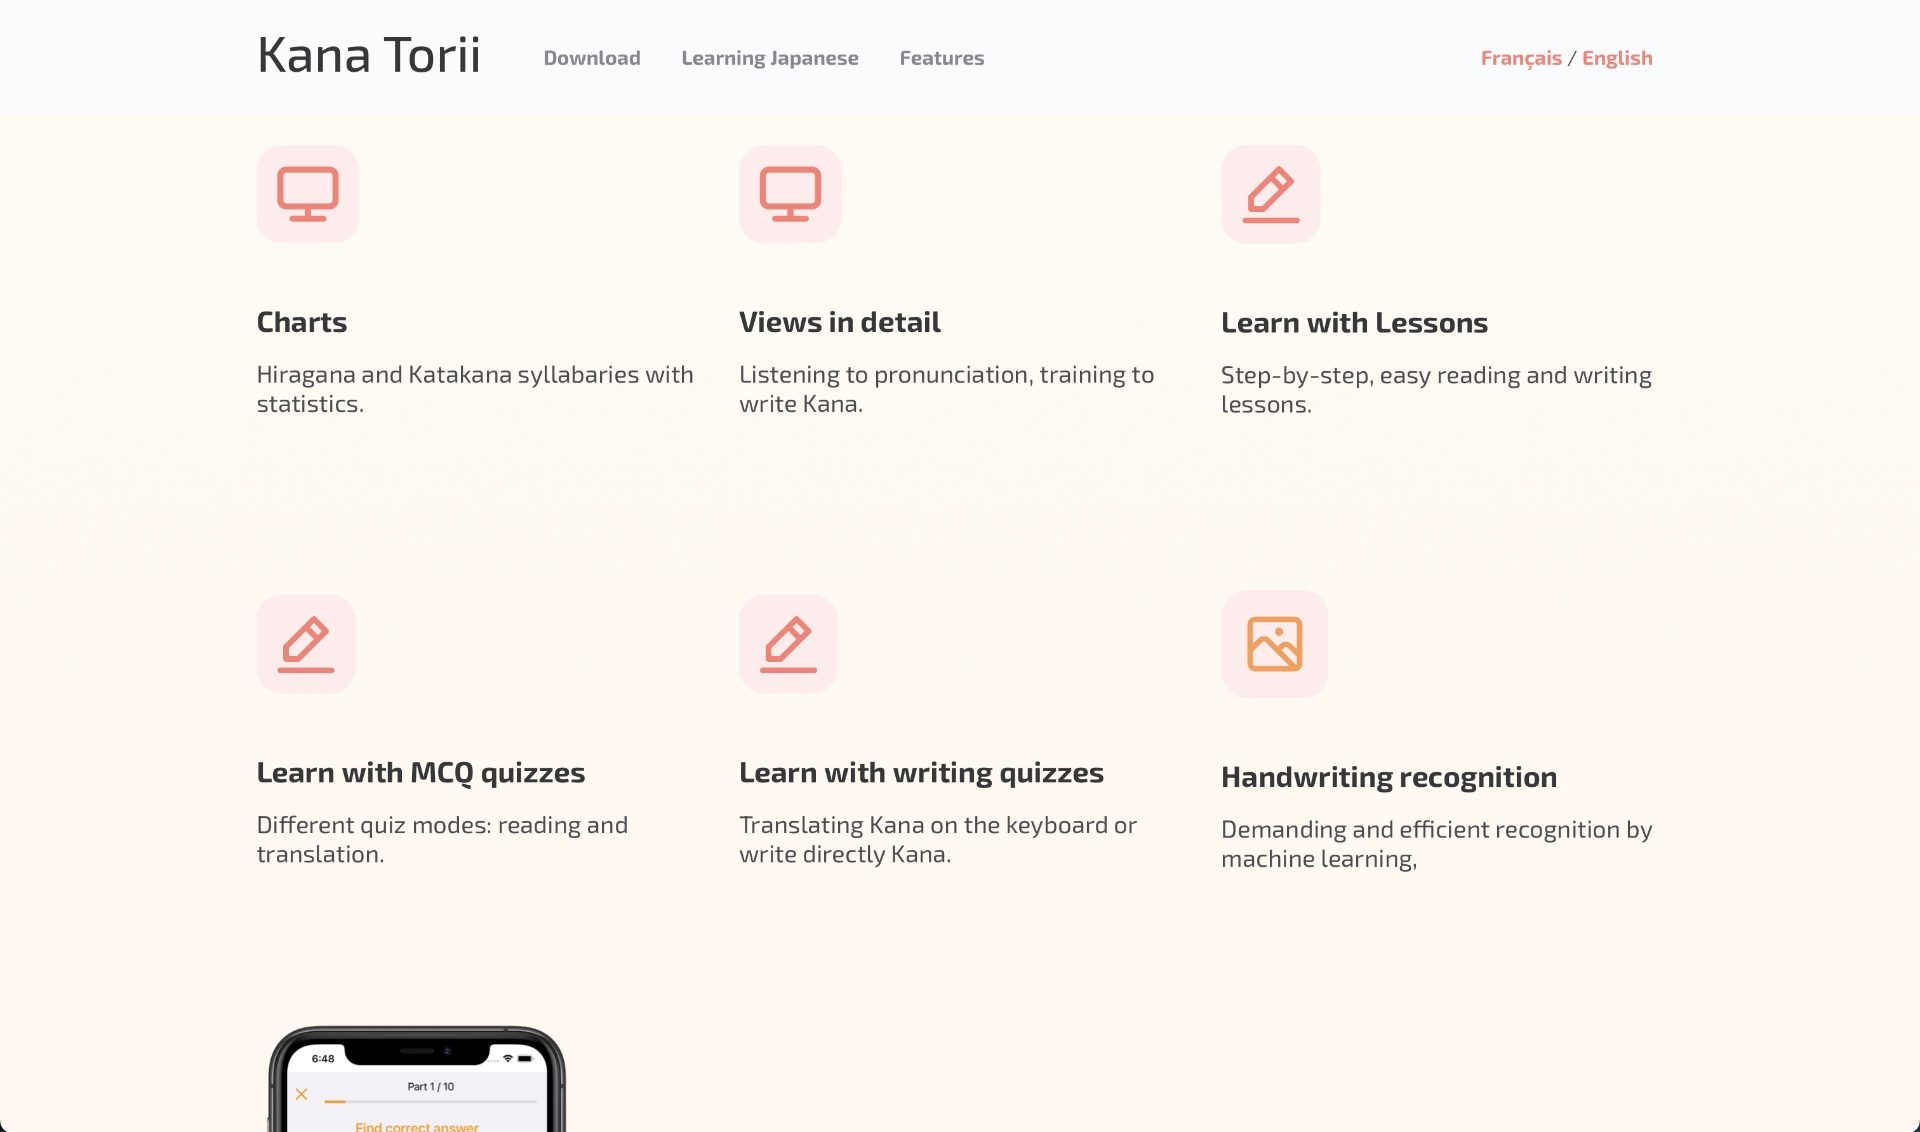 Kana Torii
Download
Learning Japanese
Features
Français / English
Charts
Hiragana and Katakana syllabaries with
statistics.
Views in detail
Listening to pronunciation, training to
write Kana.
Learn with Lessons
Step-by-step, easy reading and writing
lessons.
Learn with MCQ quizzes
Different quiz modes: reading and
translation.
Learn with writing quizzes
Translating Kana on the keyboard or
write directly Kana.
Handwriting recognition
Demanding and efficient recognition by
machine learning,
6:48
Part 1 / 10
Find correct answer